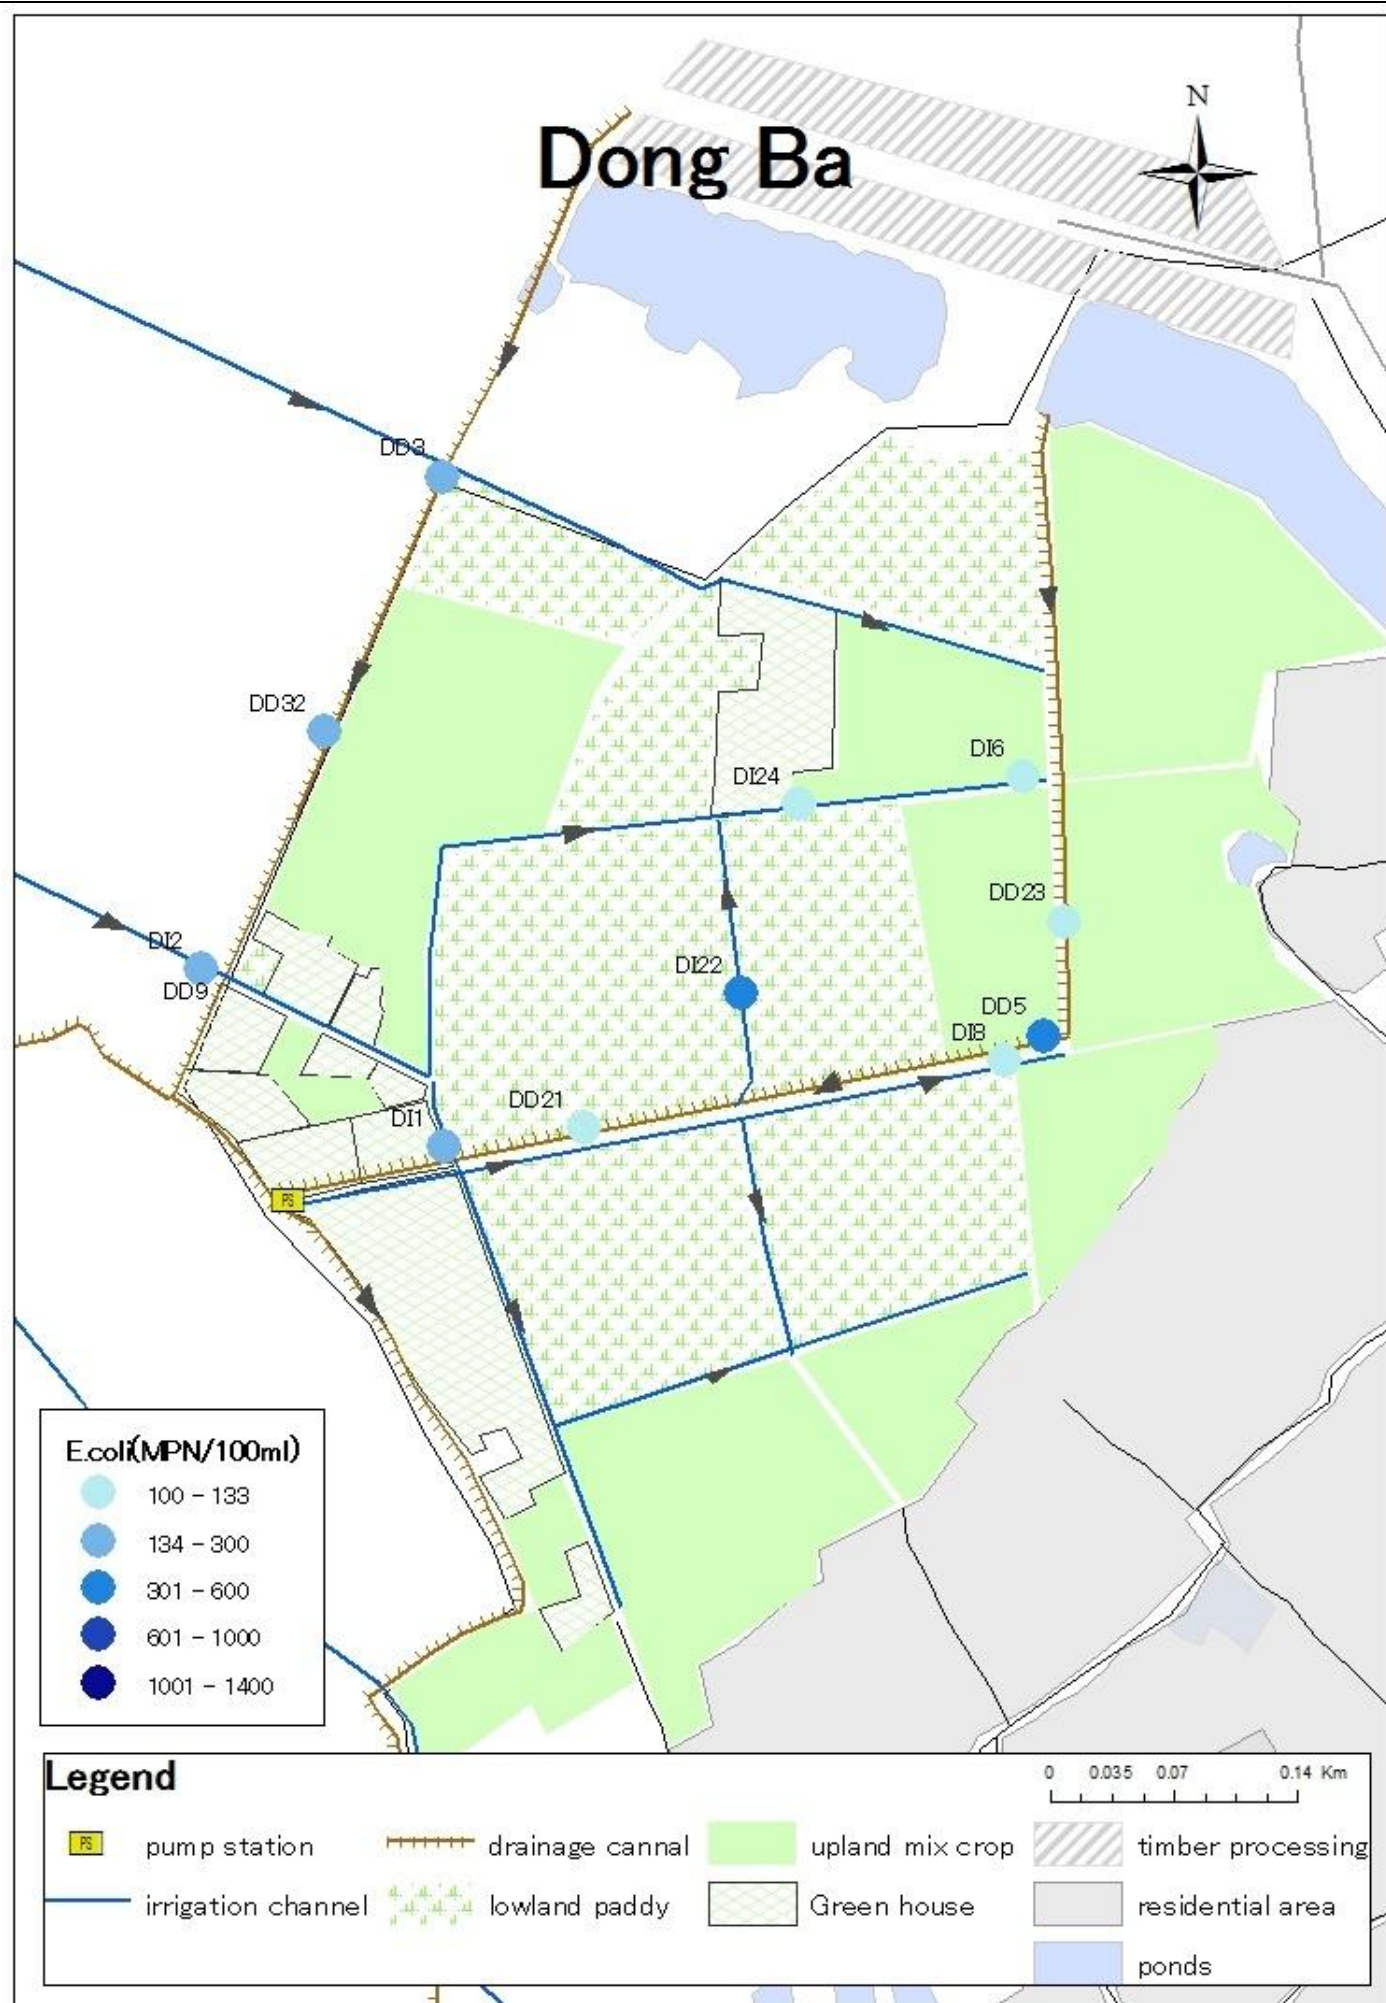 Dong Ba
N
DD3
DD32
DI6
DI24
DD23
DI2
DI22
DD9
DD5
DI8
DD21
DI1
PS
E.coli(MPN/100ml)
100 - 133
134 - 300
301 - 600
601 - 1000
1001 - 1400
Legend
0 0.035 0.07 0.14 Km
PS pump station drainage cannal upland mix crop timber processing
irrigation channel lowland paddy Green house residential area
ponds